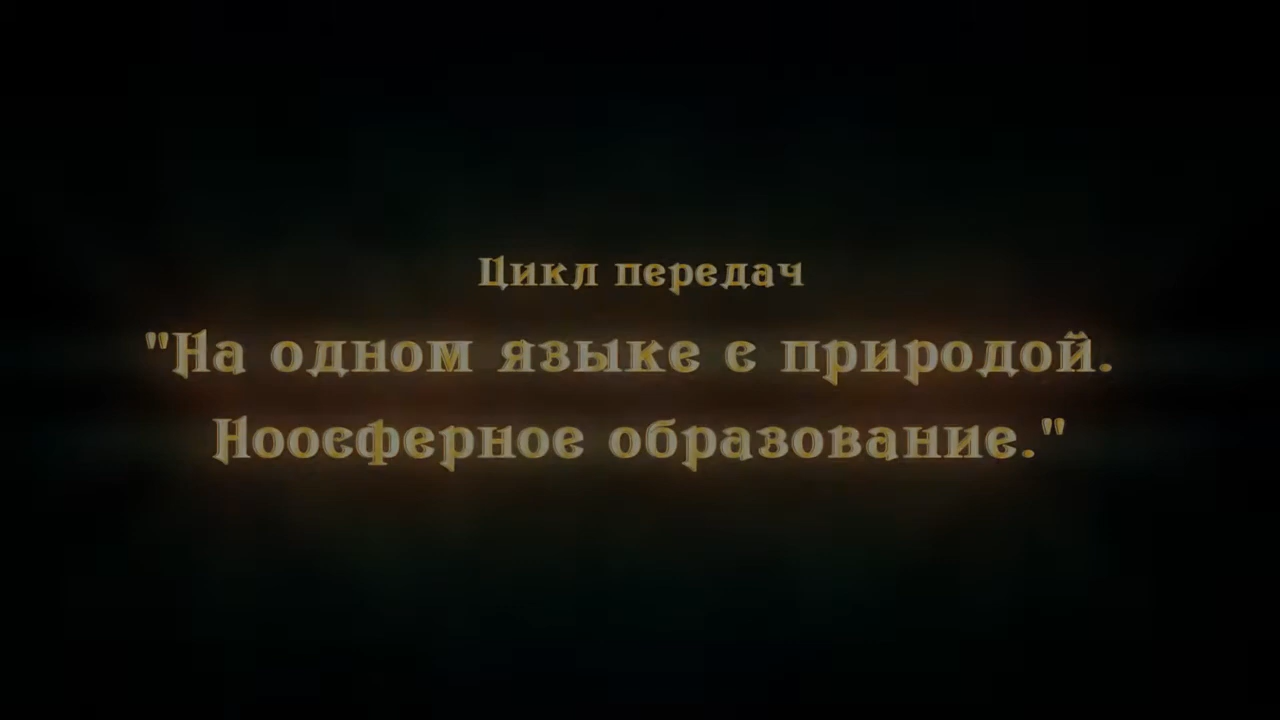 Цикл передач
"На одном языке с природой.
Ноосферное образование."